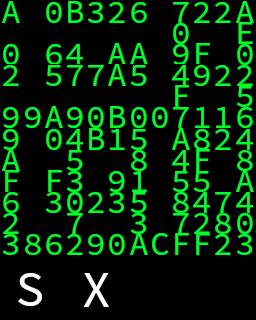 A 0B326 722A
0 E
0 64 AA 9F 0
2 577A5 4922
F 5
99A90B007116
9 04B15 A824
A 5 8 4F 8
F F3 91 55 A
6 30235 8474
2 7 3 7280
386290ACFF23
S X